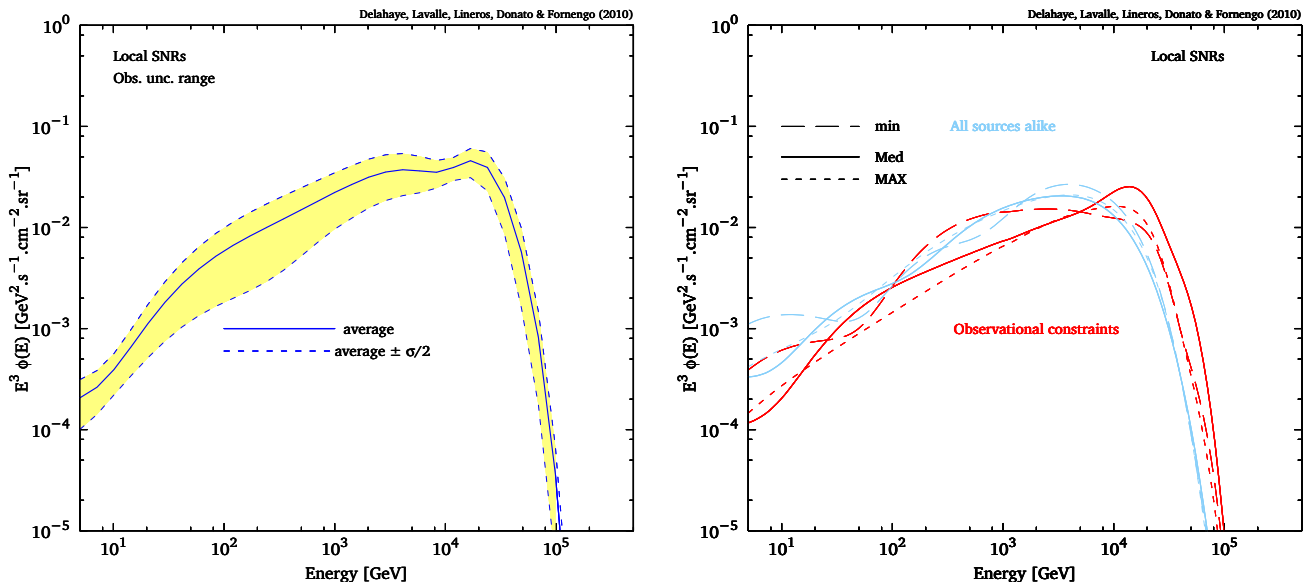 Delahaye, Lavalle, Lineros, Donato & Fornengo (2010)
Local SNRs
Obs. unc. range
average
average ± σ/2
10⁰
10⁻¹
10⁻²
10⁻³
10⁻⁴
10⁻⁵
E³ ϕ(E) [GeV².s⁻¹.cm⁻².sr⁻¹]
10¹ 10² 10³ 10⁴ 10⁵
Energy [GeV]
Delahaye, Lavalle, Lineros, Donato & Fornengo (2010)
Local SNRs
min
All sources alike
Med
MAX
Observational constraints
10⁰
10⁻¹
10⁻²
10⁻³
10⁻⁴
10⁻⁵
E³ ϕ(E) [GeV².s⁻¹.cm⁻².sr⁻¹]
10¹ 10² 10³ 10⁴ 10⁵
Energy [GeV]